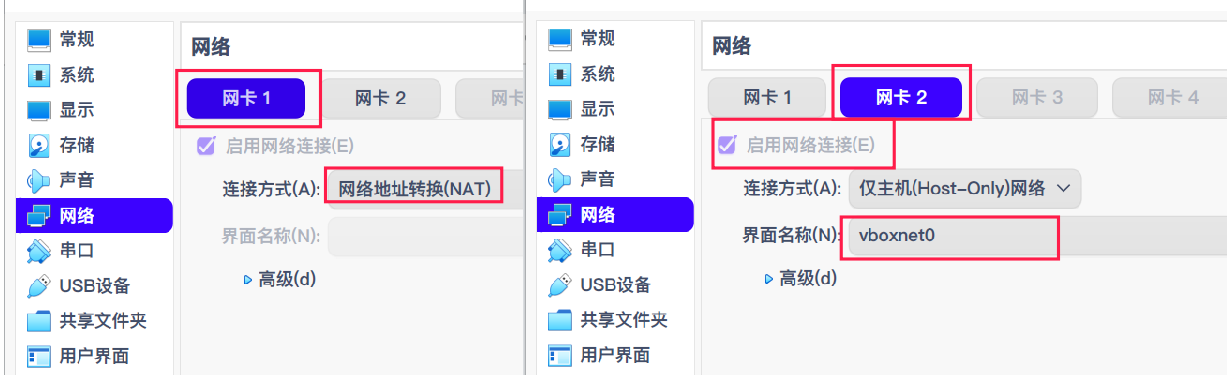 常规
系统
显示
存储
声音
网络
串口
USB设备
共享文件夹
用户界面
网络
网卡 1
网卡 2
网卡
启用网络连接(E)
连接方式(A):
网络地址转换(NAT)
界面名称(N):
高级(d)
常规
系统
显示
存储
声音
网络
串口
USB设备
共享文件夹
用户界面
网络
网卡 1
网卡 2
网卡 3
网卡 4
启用网络连接(E)
连接方式(A):
仅主机(Host-Only)网络
界面名称(N):
vboxnet0
高级(d)